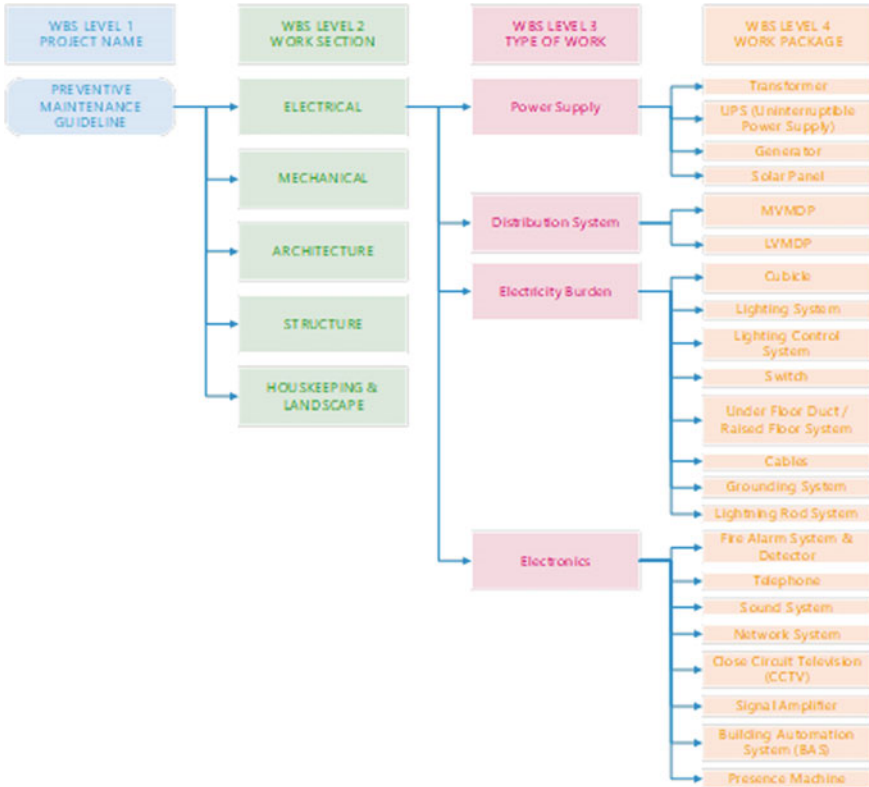 WBS LEVEL 1
PROJECT NAME
WBS LEVEL 2
WORK SECTION
WBS LEVEL 3
TYPE OF WORK
WBS LEVEL 4
WORK PACKAGE
PREVENTIVE
MAINTENANCE
GUIDELINE
ELECTRICAL
MECHANICAL
ARCHITECTURE
STRUCTURE
HOUSKEEPING &
LANDSCAPE
Power Supply
Distribution System
Electricity Burden
Electronics
Transformer
UPS (Uninterruptible
Power Supply)
Generator
Solar Panel
MVMDP
LVMDP
Cubicle
Lighting System
Lighting Control
System
Switch
Under Floor Duct /
Raised Floor System
Cables
Grounding System
Lightning Rod System
Fire Alarm System &
Detector
Telephone
Sound System
Network System
Close Circuit Television
(CCTV)
Signal Amplifier
Building Automation
System (BAS)
Presence Machine